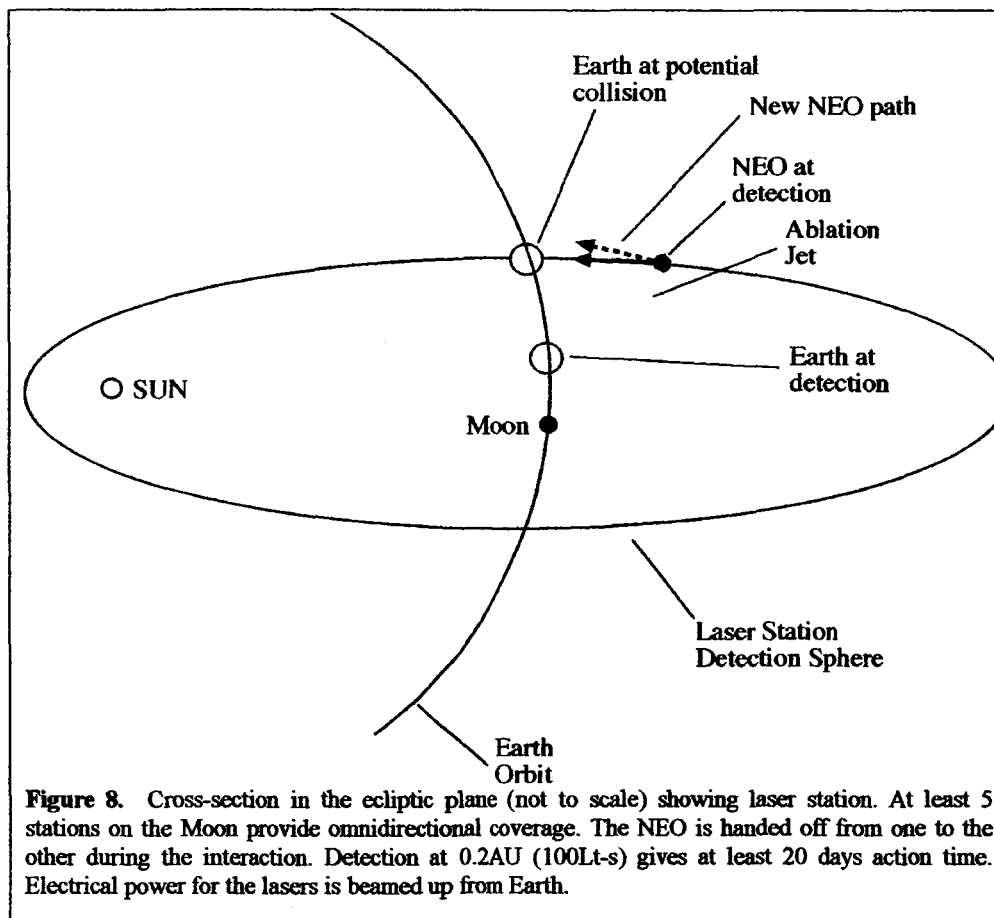 Earth at potential
collision
New NEO path
NEO at
detection
Ablation
Jet
SUN
Earth at
detection
Moon
Laser Station
Detection Sphere
Earth
Orbit
Figure 8. Cross-section in the ecliptic plane (not to scale) showing laser station. At least 5
stations on the Moon provide omnidirectional coverage. The NEO is handed off from one to the
other during the interaction. Detection at 0.2AU (100Lt-s) gives at least 20 days action time.
Electrical power for the lasers is beamed up from Earth.